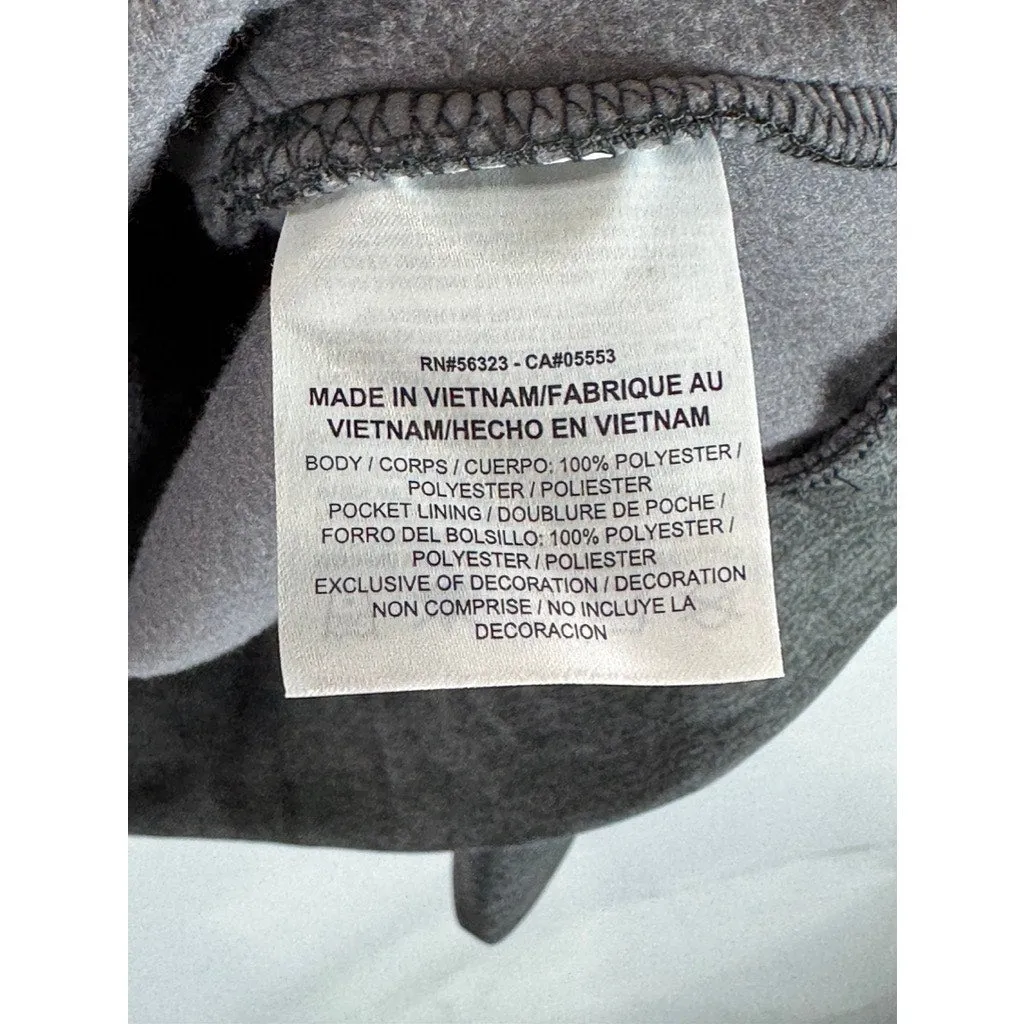 RN#56323 - CA#05553
MADE IN VIETNAM/FABRIQUE AU
VIETNAM/HECHO EN VIETNAM
BODY / CORPS / CUERPO: 100% POLYESTER /
POLYESTER / POLIESTER
POCKET LINING / DOUBLURE DE POCHE /
FORRO DEL BOLSILLO: 100% POLYESTER /
POLYESTER / POLIESTER
EXCLUSIVE OF DECORATION / DECORATION
NON COMPRISE / NO INCLUYE LA
DECORACION